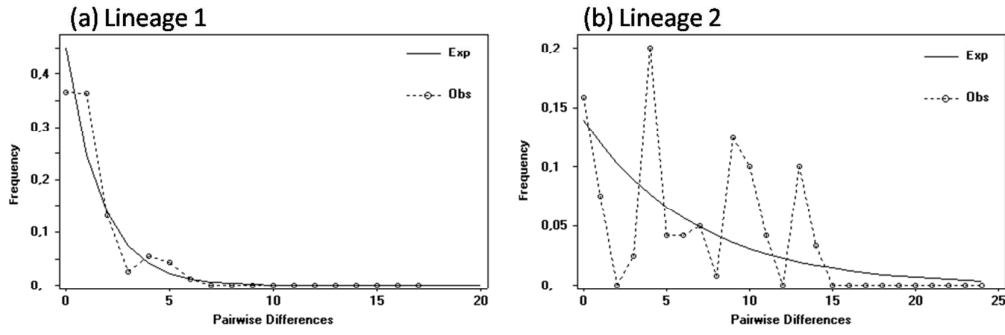 (a) Lineage 1
Exp
Obs
0,4
0,3
0,2
0,1
0,
Frequency
0
5
10
15
20
Pairwise Differences
(b) Lineage 2
Exp
Obs
0,2
0,15
0,1
0,05
0,
Frequency
0
5
10
15
20
25
Pairwise Differences